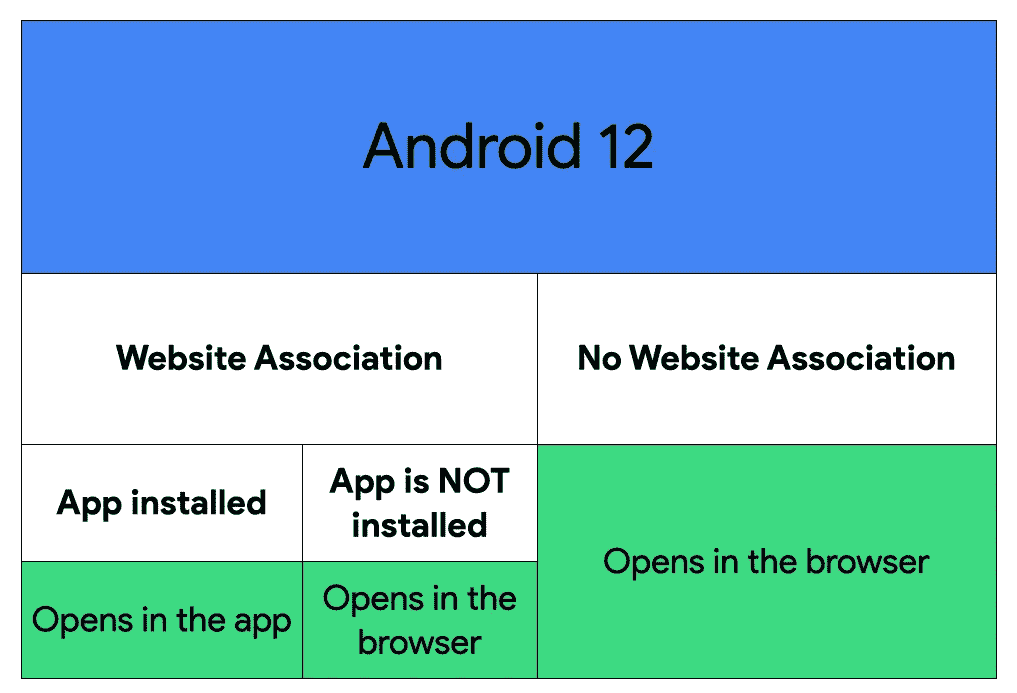 Android 12
Website Association
No Website Association
App installed
App is NOT
installed
Opens in the app
Opens in the
browser
Opens in the browser